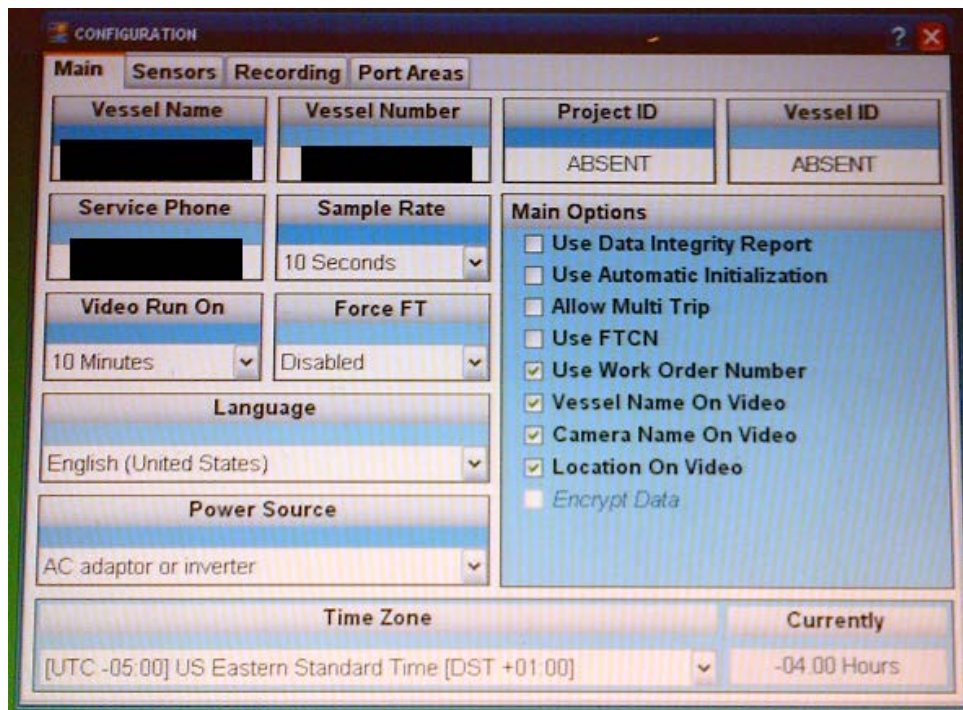 CONFIGURATION ?
Main Sensors Recording Port Areas
Vessel Name Vessel Number Project ID Vessel ID
ABSENT ABSENT
Service Phone Sample Rate Main Options
10 Seconds
Use Data Integrity Report
Use Automatic Initialization
Allow Multi Trip
Use FTCN
Use Work Order Number
Vessel Name On Video
Camera Name On Video
Location On Video
Encrypt Data
Video Run On Force FT
10 Minutes Disabled
Language
English (United States)
Power Source
AC adaptor or inverter
Time Zone Currently
[UTC -05:00] US Eastern Standard Time [DST +01:00] -04.00 Hours